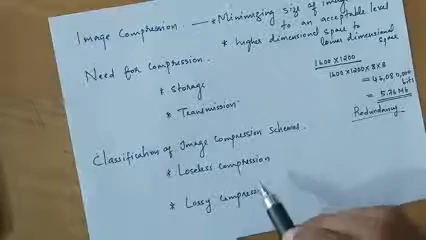 Image Compression — * Minimizing size of image
to an acceptable level
* higher dimensional space to
lower dimensional
space
Need for compression.
* Storage
* Transmission
1600 x 1200
1600 x 1200 x 8 x 3
= 46,080,000
bits
= 5.76 Mb
Redundancy
Classification of Image compression schemes.
* Loseless compression
* Lossy compress